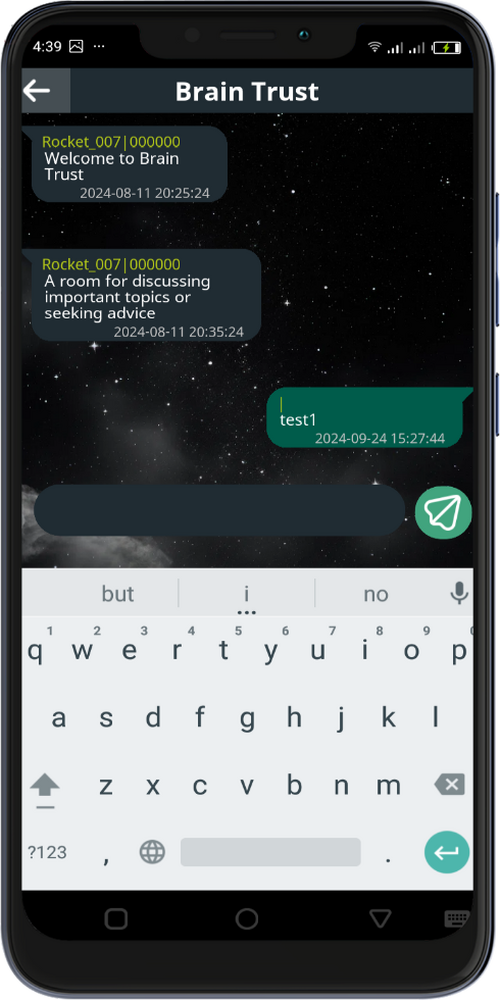 4:39
Brain Trust
Rocket_007|000000
Welcome to Brain
Trust
2024-08-11 20:25:24
Rocket_007|000000
A room for discussing
important topics or
seeking advice
2024-08-11 20:35:24
|
test1
2024-09-24 15:27:44
but i no
1 2 3 4 5 6 7 8 9 0
q w e r t y u i o p
a s d f g h j k l
z x c v b n m
?123 , .